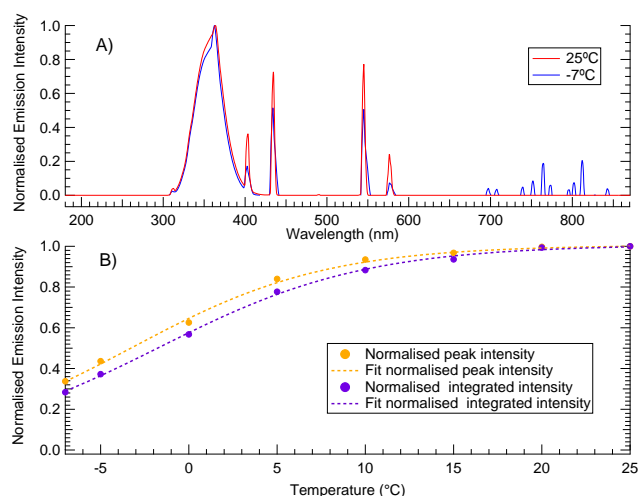 1.0
0.8
0.6
0.4
0.2
0.0
Normalised Emission Intensity
A)
25ºC
-7ºC
200 300 400 500 600 700 800
Wavelength (nm)
1.0
0.8
0.6
0.4
0.2
0.0
Normalised Emission Intensity
B)
Normalised peak intensity
Fit normalised peak intensity
Normalised integrated intensity
Fit normalised integrated intensity
-5 0 5 10 15 20 25
Temperature (°C)